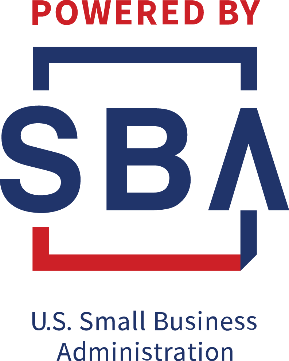 POWERED BY
SBA
U.S. Small Business
Administration